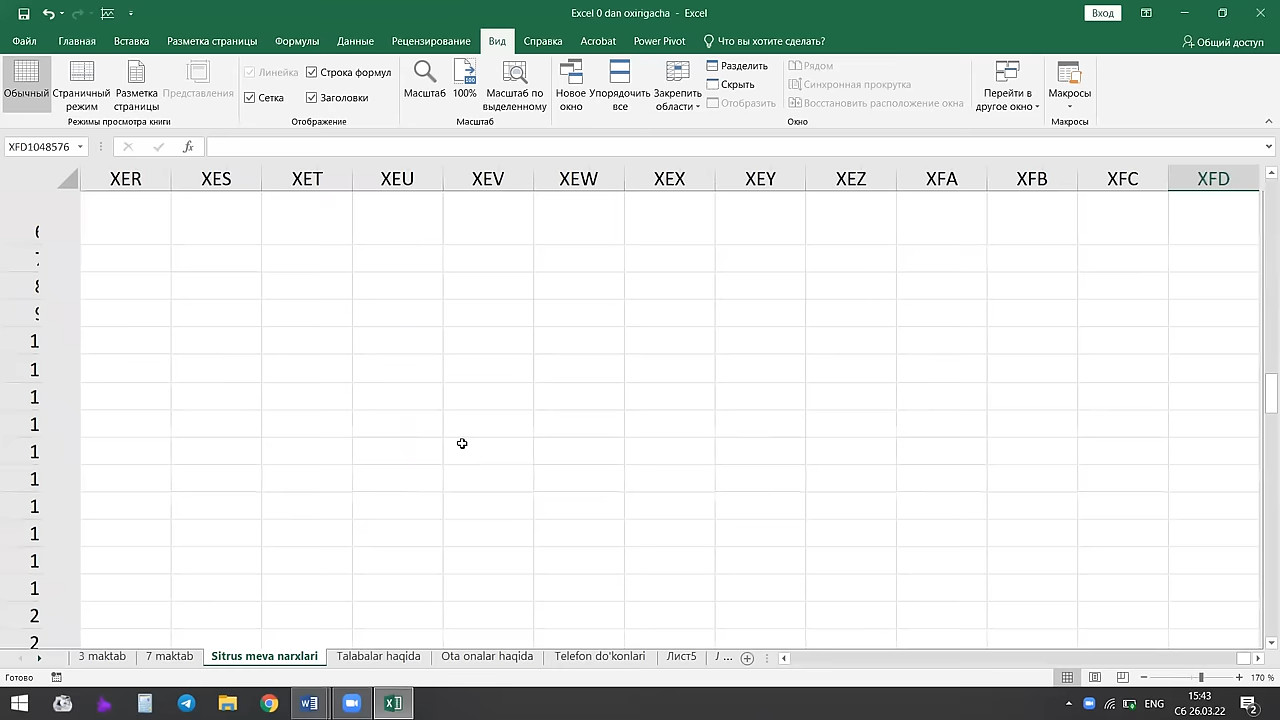 Excel 0 dan oxirigacha - Excel
Вход
Файл Главная Вставка Разметка страницы Формулы Данные Рецензирование Вид Справка Acrobat Power Pivot Что вы хотите сделать? Общий доступ
Обычный
Страничный режим
Разметка страницы
Представления
Режимы просмотра книги
Линейка
Строка формул
Сетка
Заголовки
Отображение
Масштаб
100%
Масштаб по выделенному
Масштаб
Новое окно
Упорядочить все
Закрепить области
Разделить
Скрыть
Отобразить
Рядом
Синхронная прокрутка
Восстановить расположение окна
Окно
Перейти в другое окно
Макросы
Макросы
XFD1048576
fx
XER XES XET XEU XEV XEW XEX XEY XEZ XFA XFB XFC XFD
6
7
8
9
1
1
1
1
1
1
1
1
1
1
2
2
3 maktab 7 maktab Sitrus meva narxlari Talabalar haqida Ota onalar haqida Telefon do'konlari Лист5 ...
Готово
170 %
ENG
15:43
Сб 26.03.22
2